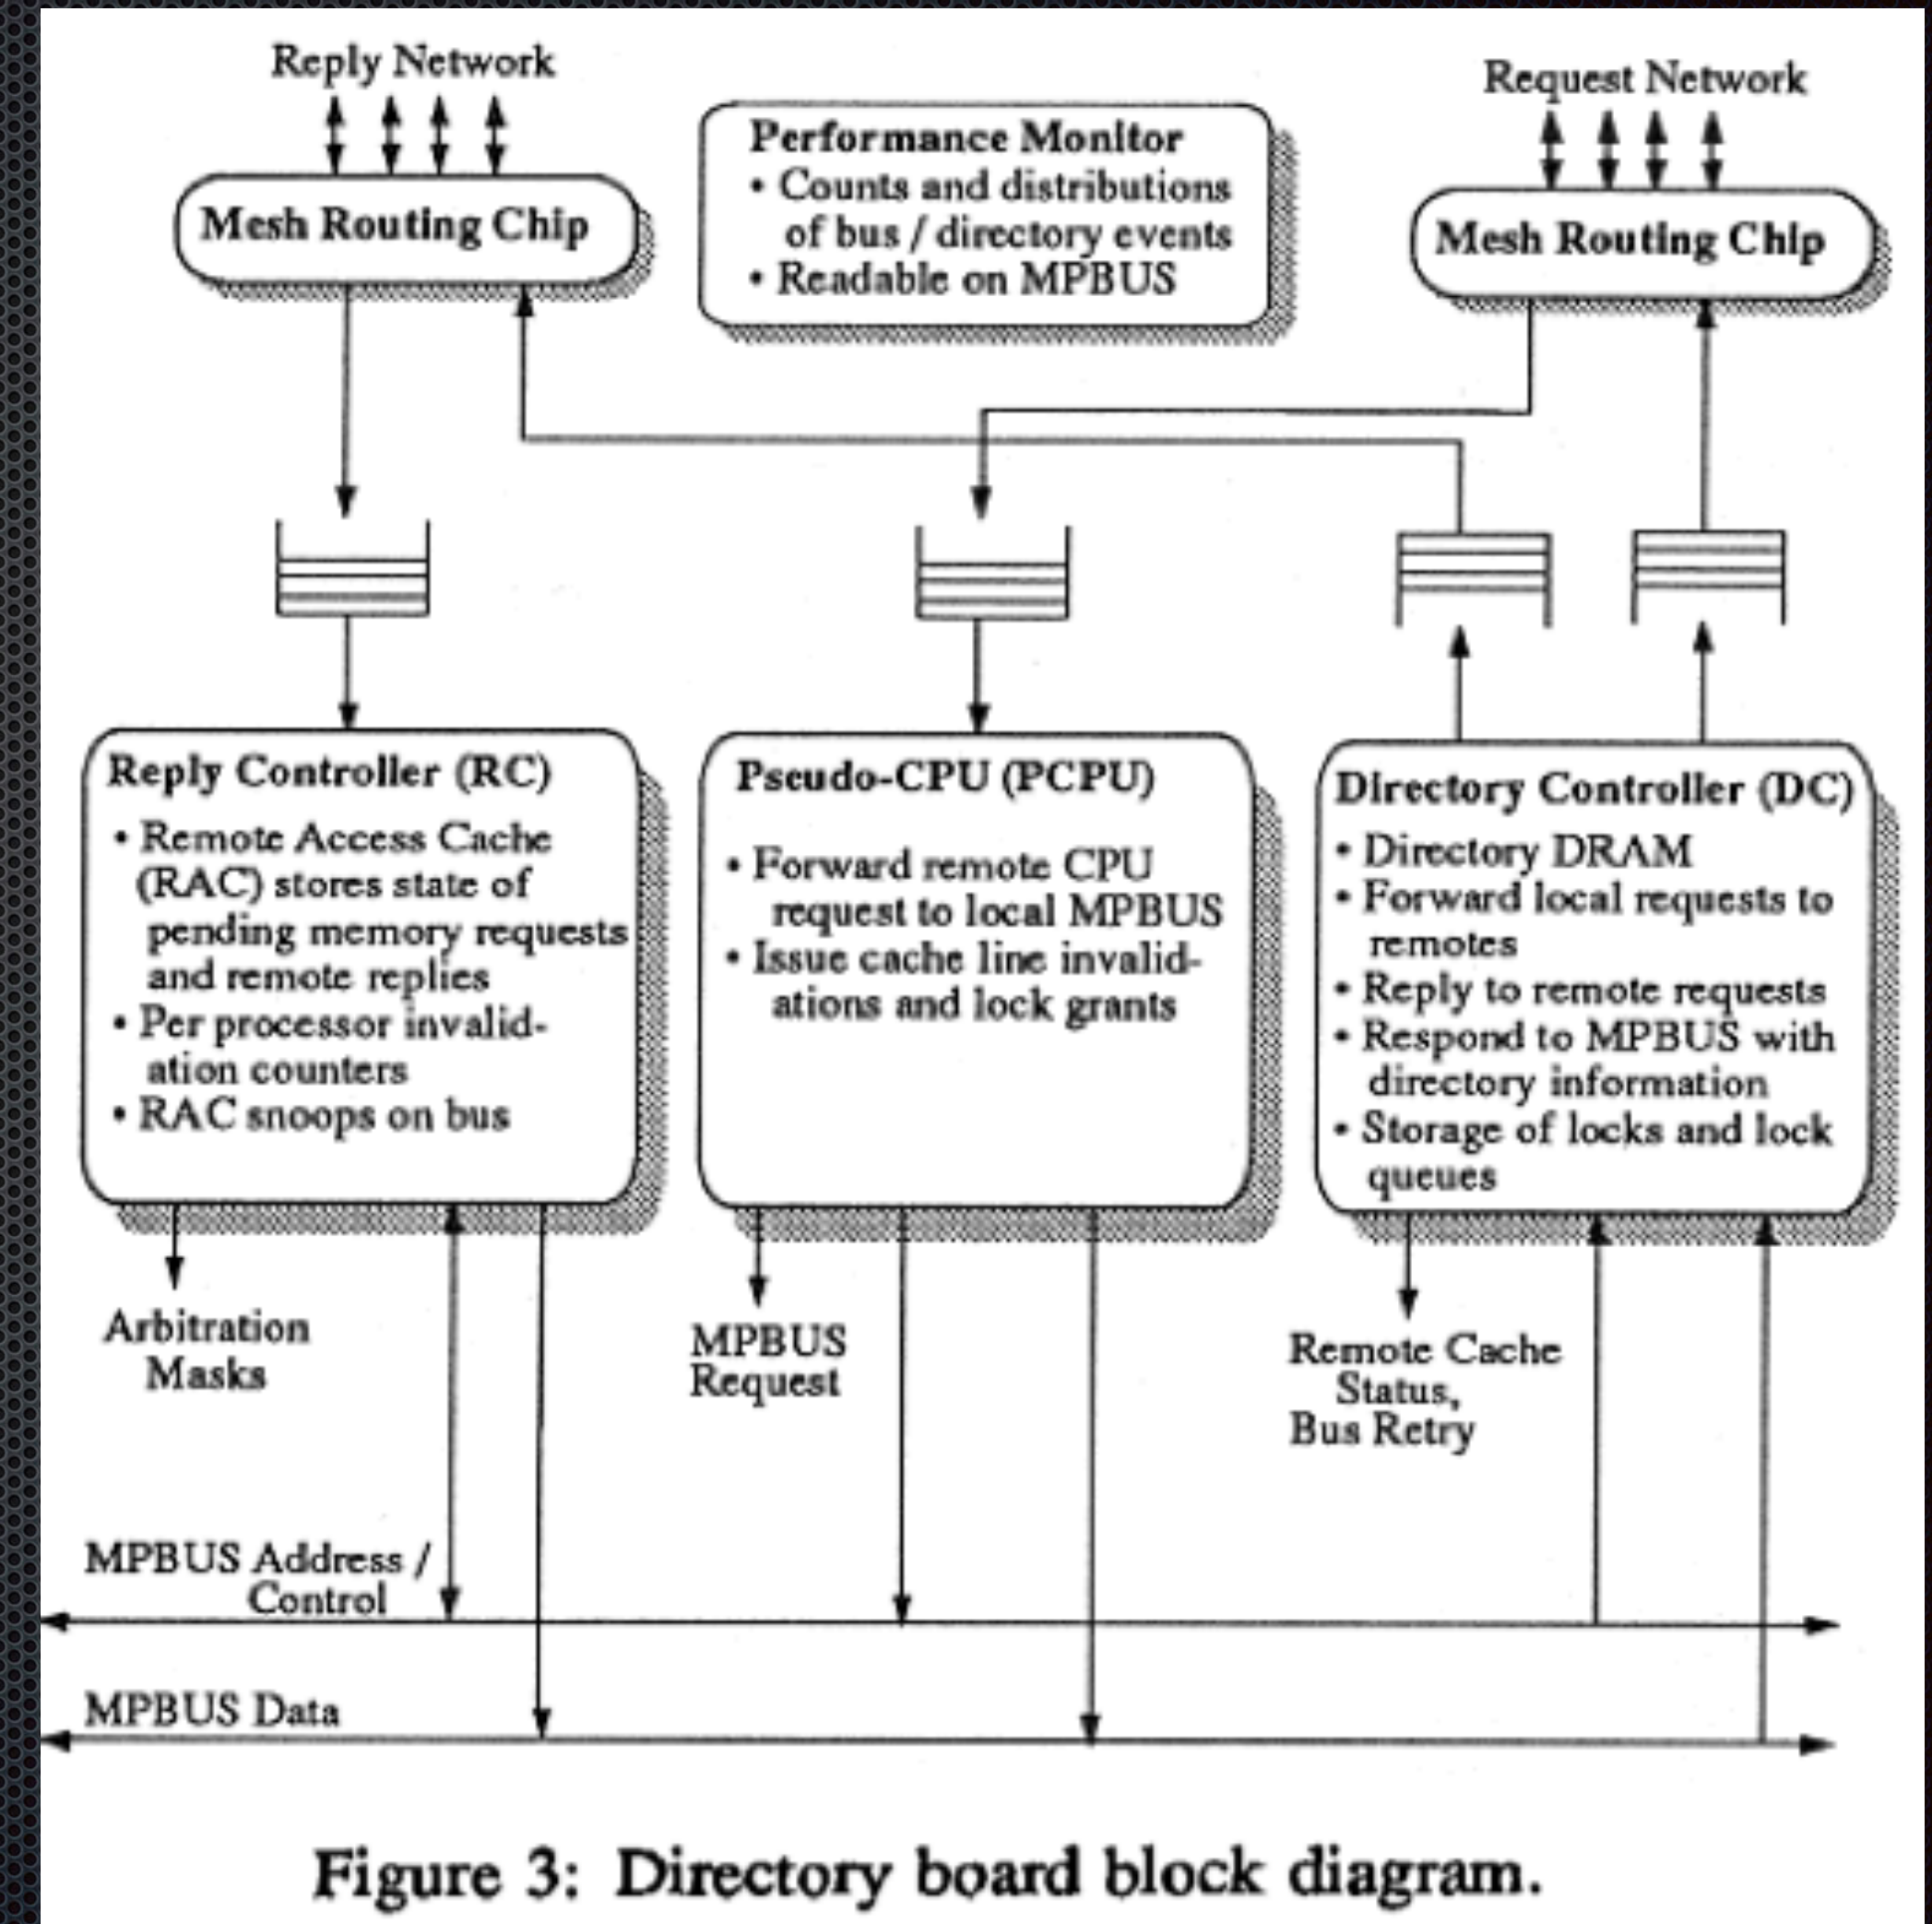 Reply Network
Request Network
Mesh Routing Chip
Performance Monitor
• Counts and distributions
of bus / directory events
• Readable on MPBUS
Mesh Routing Chip
Reply Controller (RC)
• Remote Access Cache
(RAC) stores state of
pending memory requests
and remote replies
• Per processor invalid-
ation counters
• RAC snoops on bus
Pseudo-CPU (PCPU)
• Forward remote CPU
request to local MPBUS
• Issue cache line invalid-
ations and lock grants
Directory Controller (DC)
• Directory DRAM
• Forward local requests to
remotes
• Reply to remote requests
• Respond to MPBUS with
directory information
• Storage of locks and lock
queues
Arbitration
Masks
MPBUS
Request
Remote Cache
Status,
Bus Retry
MPBUS Address /
Control
MPBUS Data
Figure 3: Directory board block diagram.